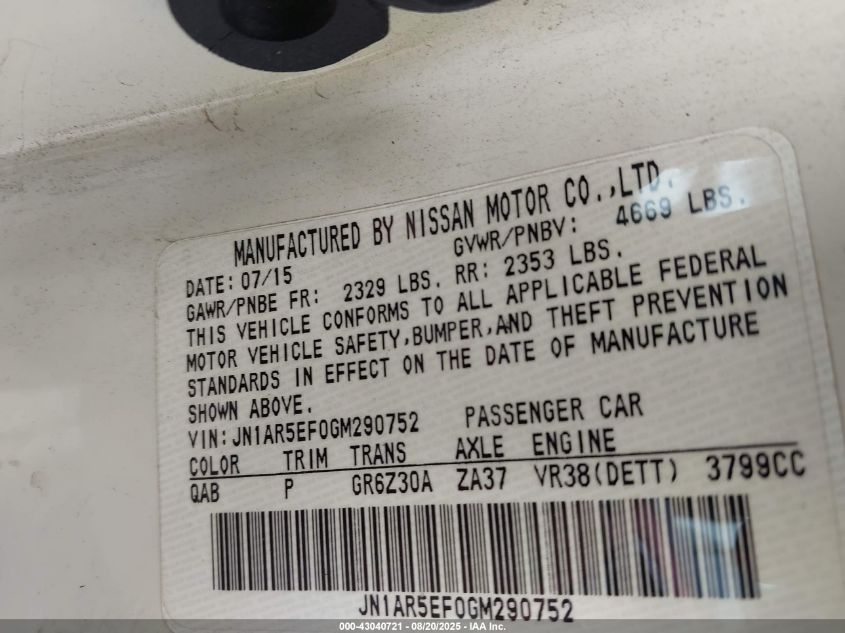 MANUFACTURED BY NISSAN MOTOR CO.,LTD.
DATE: 07/15 GVWR/PNBV: 4669 LBS.
GAWR/PNBE FR: 2329 LBS. RR: 2353 LBS.
THIS VEHICLE CONFORMS TO ALL APPLICABLE FEDERAL
MOTOR VEHICLE SAFETY,BUMPER,AND THEFT PREVENTION
STANDARDS IN EFFECT ON THE DATE OF MANUFACTURE
SHOWN ABOVE.
VIN:JN1AR5EF0GM290752 PASSENGER CAR
COLOR TRIM TRANS AXLE ENGINE
QAB P GR6Z30A ZA37 VR38(DETT) 3799CC
JN1AR5EF0GM290752
000-43040721 - 08/20/2025 - IAA Inc.